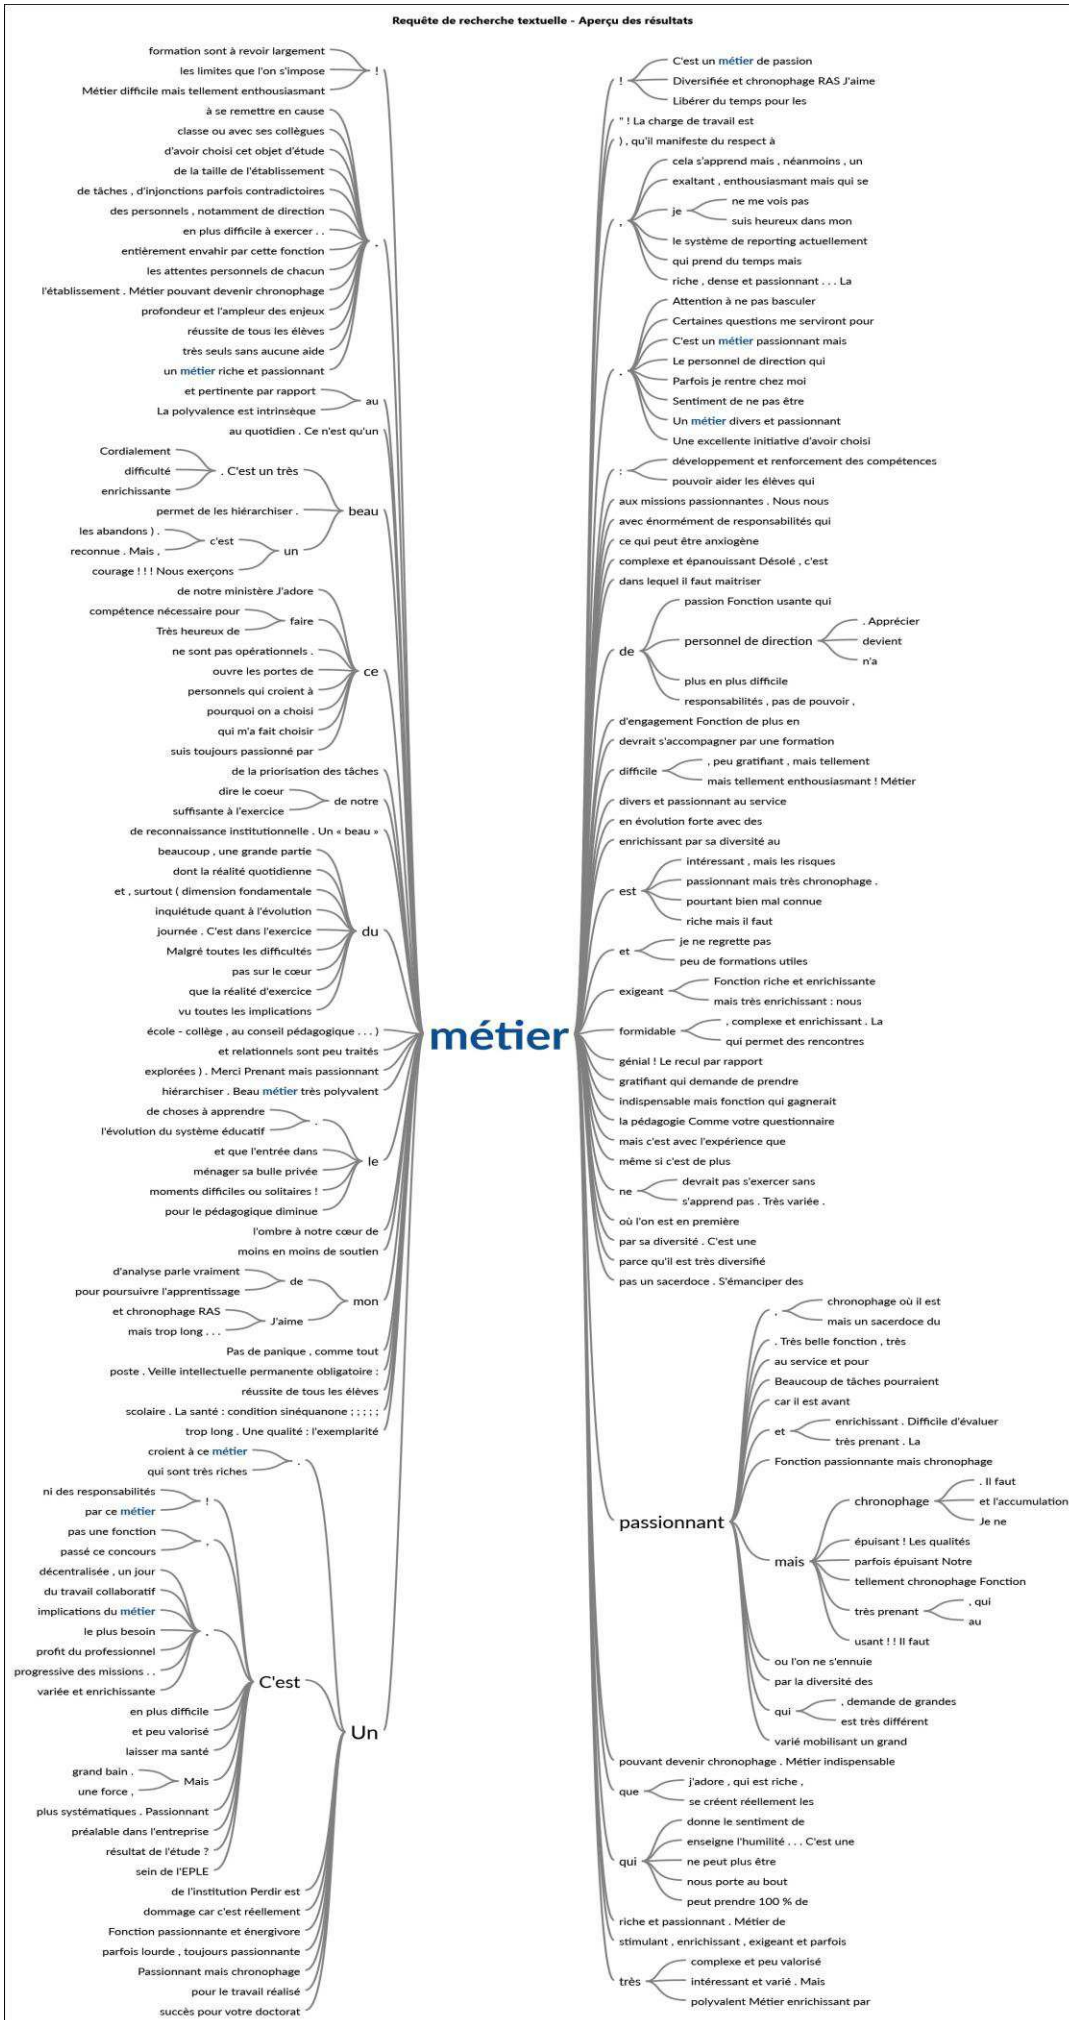 Requête de recherche textuelle - Aperçu des résultats
formation sont à revoir largement
les limites que l'on s'impose
!
Métier difficile mais tellement enthousiasmant
à se remettre en cause
classe ou avec ses collègues
d'avoir choisi cet objet d'étude
de la taille de l'établissement
de tâches , d'injonctions parfois contradictoires
des personnels , notamment de direction
en plus difficile à exercer . .
.
entièrement envahir par cette fonction
les attentes personnels de chacun
l'établissement . Métier pouvant devenir chronophage
profondeur et l'ampleur des enjeux
réussite de tous les élèves
très seuls sans aucune aide
un métier riche et passionnant
et pertinente par rapport
au
La polyvalence est intrinsèque
au quotidien . Ce n'est qu'un
Cordialement
difficulté
. C'est un très
enrichissante
permet de les hiérarchiser .
beau
les abandons ) .
c'est
reconnue . Mais ,
un
courage ! ! ! Nous exerçons
de notre ministère J'adore
compétence nécessaire pour
faire
Très heureux de
ne sont pas opérationnels .
ouvre les portes de
ce
personnels qui croient à
pourquoi on a choisi
qui m'a fait choisir
suis toujours passionné par
de la priorisation des tâches
dire le coeur
de notre
suffisante à l'exercice
de reconnaissance institutionnelle . Un « beau »
beaucoup , une grande partie
dont la réalité quotidienne
et , surtout ( dimension fondamentale
inquiétude quant à l'évolution
journée . C'est dans l'exercice
du
Malgré toutes les difficultés
pas sur le cœur
que la réalité d'exercice
vu toutes les implications
école - collège , au conseil pédagogique . . . )
et relationnels sont peu traités
explorées ) . Merci Prenant mais passionnant
hiérarchiser . Beau métier très polyvalent
de choses à apprendre
.
l'évolution du système éducatif
et que l'entrée dans
le
ménager sa bulle privée
moments difficiles ou solitaires !
pour le pédagogique diminue
l'ombre à notre cœur de
moins en moins de soutien
d'analyse parle vraiment
de
pour poursuivre l'apprentissage
mon
et chronophage RAS
J'aime
mais trop long . . .
Pas de panique , comme tout
poste . Veille intellectuelle permanente obligatoire :
réussite de tous les élèves
scolaire . La santé : condition sinéquanone ; ; ; ; ;
trop long . Une qualité : l'exemplarité
croient à ce métier
.
qui sont très riches
ni des responsabilités
!
par ce métier
pas une fonction
,
passé ce concours
décentralisée , un jour
du travail collaboratif
implications du métier
.
le plus besoin
profit du professionnel
progressive des missions . .
variée et enrichissante
C'est
en plus difficile
et peu valorisé
Un
laisser ma santé
grand bain .
Mais
une force ,
plus systématiques . Passionnant
préalable dans l'entreprise
résultat de l'étude ?
sein de l'EPLE
de l'institution Perdir est
dommage car c'est réellement
Fonction passionnante et énergivore
parfois lourde , toujours passionnante
Passionnant mais chronophage
pour le travail réalisé
succès pour votre doctorat
métier
C'est un métier de passion
!
Diversifiée et chronophage RAS J'aime
Libérer du temps pour les
" ! La charge de travail est
) , qu'il manifeste du respect à
cela s'apprend mais , néanmoins , un
exaltant , enthousiasmant mais qui se
,
je
ne me vois pas
suis heureux dans mon
le système de reporting actuellement
qui prend du temps mais
riche , dense et passionnant . . . La
Attention à ne pas basculer
Certaines questions me serviront pour
C'est un métier passionnant mais
.
Le personnel de direction qui
Parfois je rentre chez moi
Sentiment de ne pas être
Un métier divers et passionnant
Une excellente initiative d'avoir choisi
:
développement et renforcement des compétences
pouvoir aider les élèves qui
aux missions passionnantes . Nous nous
avec énormément de responsabilités qui
ce qui peut être anxiogène
complexe et épanouissant Désolé , c'est
dans lequel il faut maitriser
de
passion Fonction usante qui
personnel de direction
. Apprécier
devient
n'a
plus en plus difficile
responsabilités , pas de pouvoir ,
d'engagement Fonction de plus en
devrait s'accompagner par une formation
difficile
, peu gratifiant , mais tellement
mais tellement enthousiasmant ! Métier
divers et passionnant au service
en évolution forte avec des
enrichissant par sa diversité au
est
intéressant , mais les risques
passionnant mais très chronophage .
pourtant bien mal connue
riche mais il faut
et
je ne regrette pas
peu de formations utiles
exigeant
Fonction riche et enrichissante
mais très enrichissant : nous
formidable
, complexe et enrichissant . La
qui permet des rencontres
génial ! Le recul par rapport
gratifiant qui demande de prendre
indispensable mais fonction qui gagnerait
la pédagogie Comme votre questionnaire
mais c'est avec l'expérience que
même si c'est de plus
ne
devrait pas s'exercer sans
s'apprend pas . Très variée .
où l'on est en première
par sa diversité . C'est une
parce qu'il est très diversifié
pas un sacerdoce . S'émanciper des
passionnant
,
chronophage où il est
mais un sacerdoce du
. Très belle fonction , très
au service et pour
Beaucoup de tâches pourraient
car il est avant
et
enrichissant . Difficile d'évaluer
très prenant . La
Fonction passionnante mais chronophage
mais
chronophage
. Il faut
et l'accumulation
Je ne
épuisant ! Les qualités
parfois épuisant Notre
tellement chronophage Fonction
très prenant
, qui
au
usant ! ! Il faut
ou l'on ne s'ennuie
par la diversité des
qui
, demande de grandes
est très différent
varié mobilisant un grand
pouvant devenir chronophage . Métier indispensable
que
j'adore , qui est riche ,
se créent réellement les
qui
donne le sentiment de
enseigne l'humilité . . . C'est une
ne peut plus être
nous porte au bout
peut prendre 100 % de
riche et passionnant . Métier de
stimulant , enrichissant , exigeant et parfois
très
complexe et peu valorisé
intéressant et varié . Mais
polyvalent Métier enrichissant par